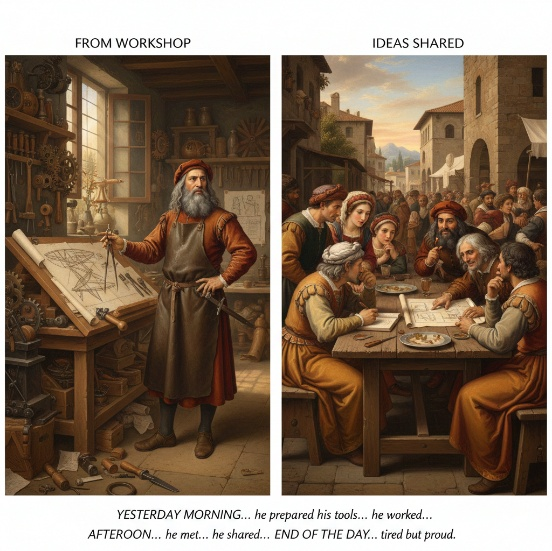 FROM WORKSHOP
IDEAS SHARED
YESTERDAY MORNING... he prepared his tools... he worked...
AFTEROON... he met... he shared... END OF THE DAY... tired but proud.